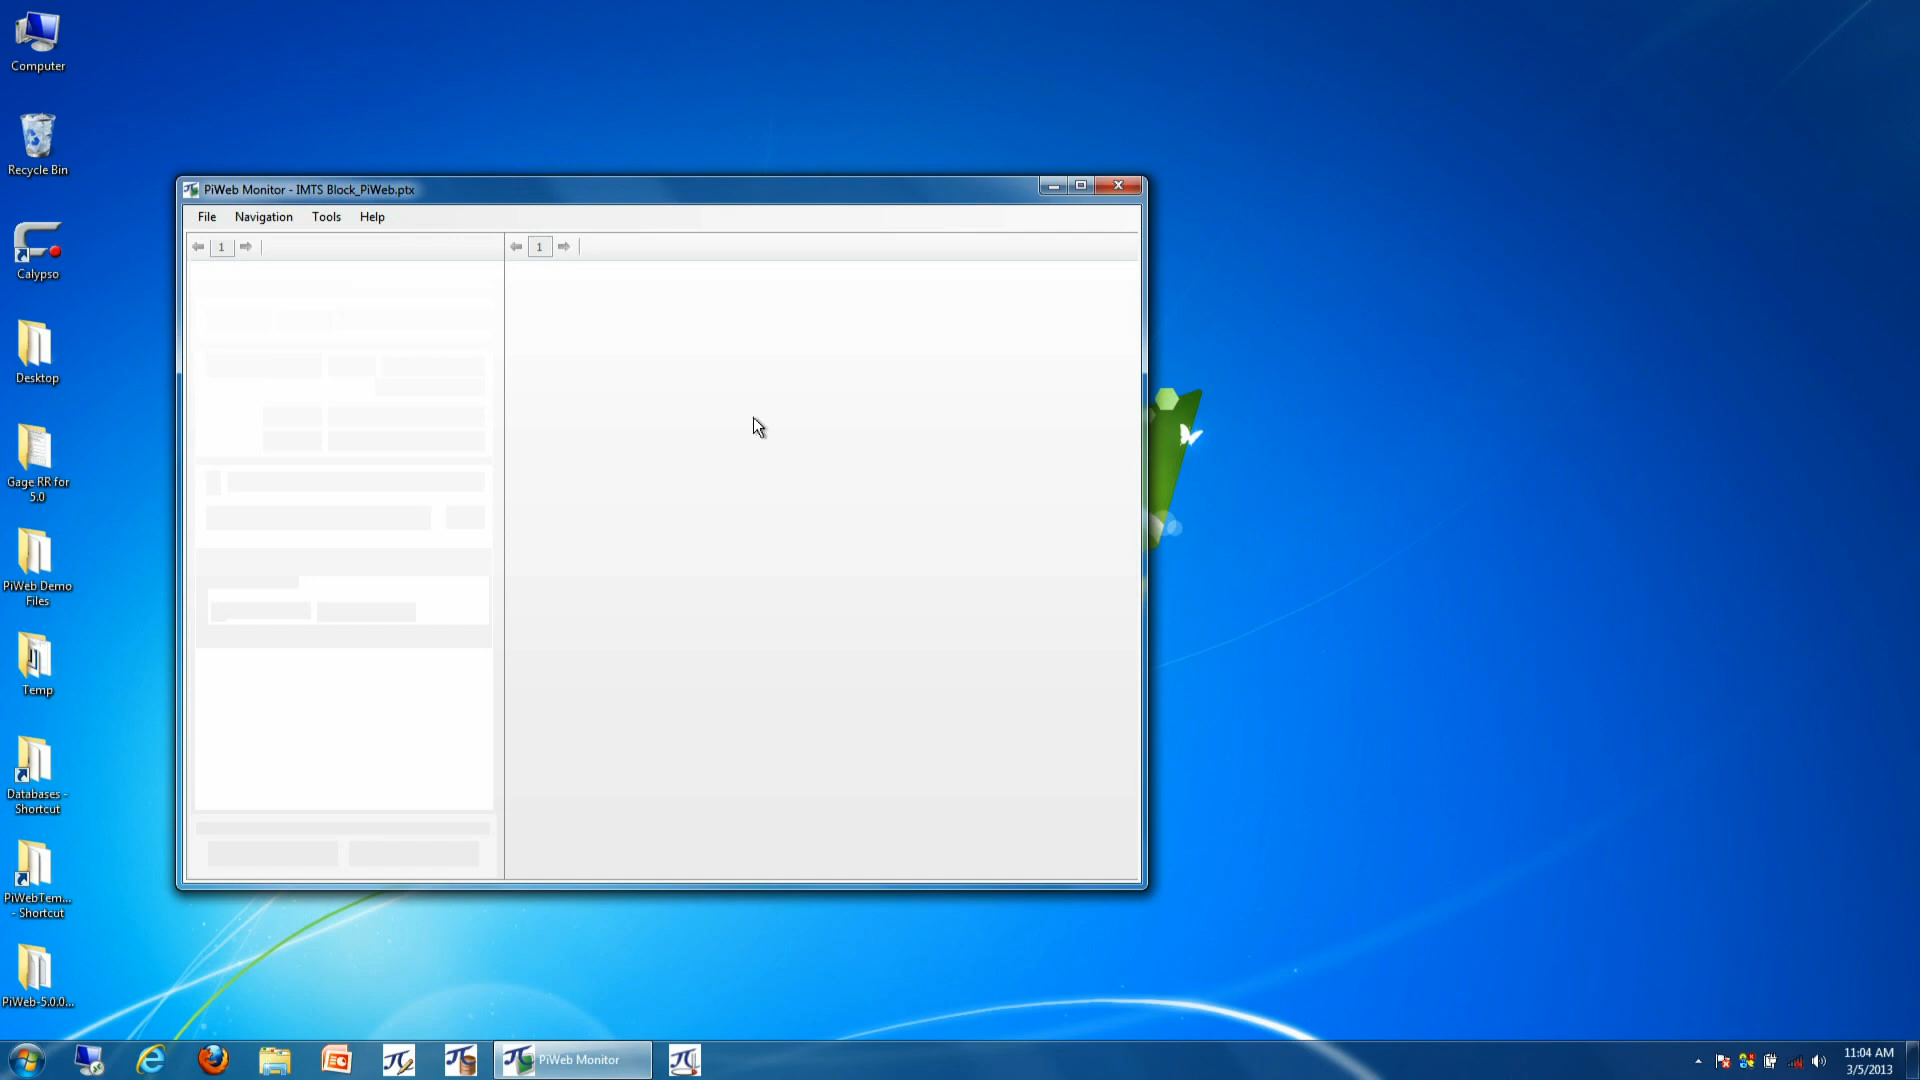 Computer
Recycle Bin
Calypso
Desktop
Gage RR for
5.0
PiWeb Demo
Files
Temp
Databases -
Shortcut
PiWebTem...
- Shortcut
PiWeb-5.0.0...
PiWeb Monitor - IMTS Block_PiWeb.ptx
File Navigation Tools Help
1
1
PiWeb Monitor
11:04 AM
3/5/2013